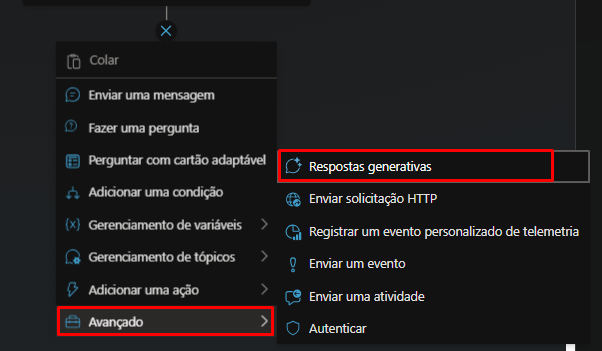 Colar
Enviar uma mensagem
Fazer uma pergunta
Perguntar com cartão adaptável
Adicionar uma condição
Gerenciamento de variáveis
Gerenciamento de tópicos
Adicionar uma ação
Avançado
Respostas generativas
Enviar solicitação HTTP
Registrar um evento personalizado de telemetria
Enviar um evento
Enviar uma atividade
Autenticar